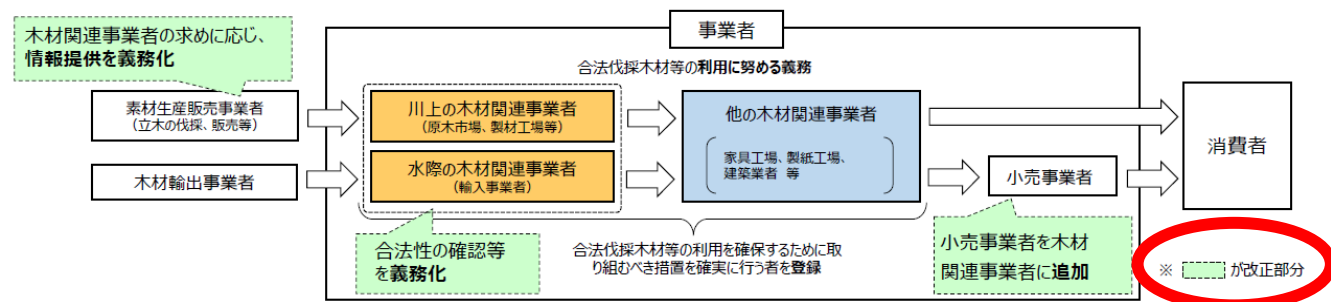 木材関連事業者の求めに応じ、
情報提供を義務化
事業者
合法伐採木材等の利用に努める義務
素材生産販売事業者
（立木の伐採、販売等）
木材輸出事業者
川上の木材関連事業者
（原木市場、製材工場等）
水際の木材関連事業者
（輸入事業者）
他の木材関連事業者
家具工場、製紙工場、
建築業者　等
小売事業者
消費者
合法性の確認等
を義務化
合法伐採木材等の利用を確保するために取
り組むべき措置を確実に行う者を登録
小売事業者を木材
関連事業者に追加
※　が改正部分